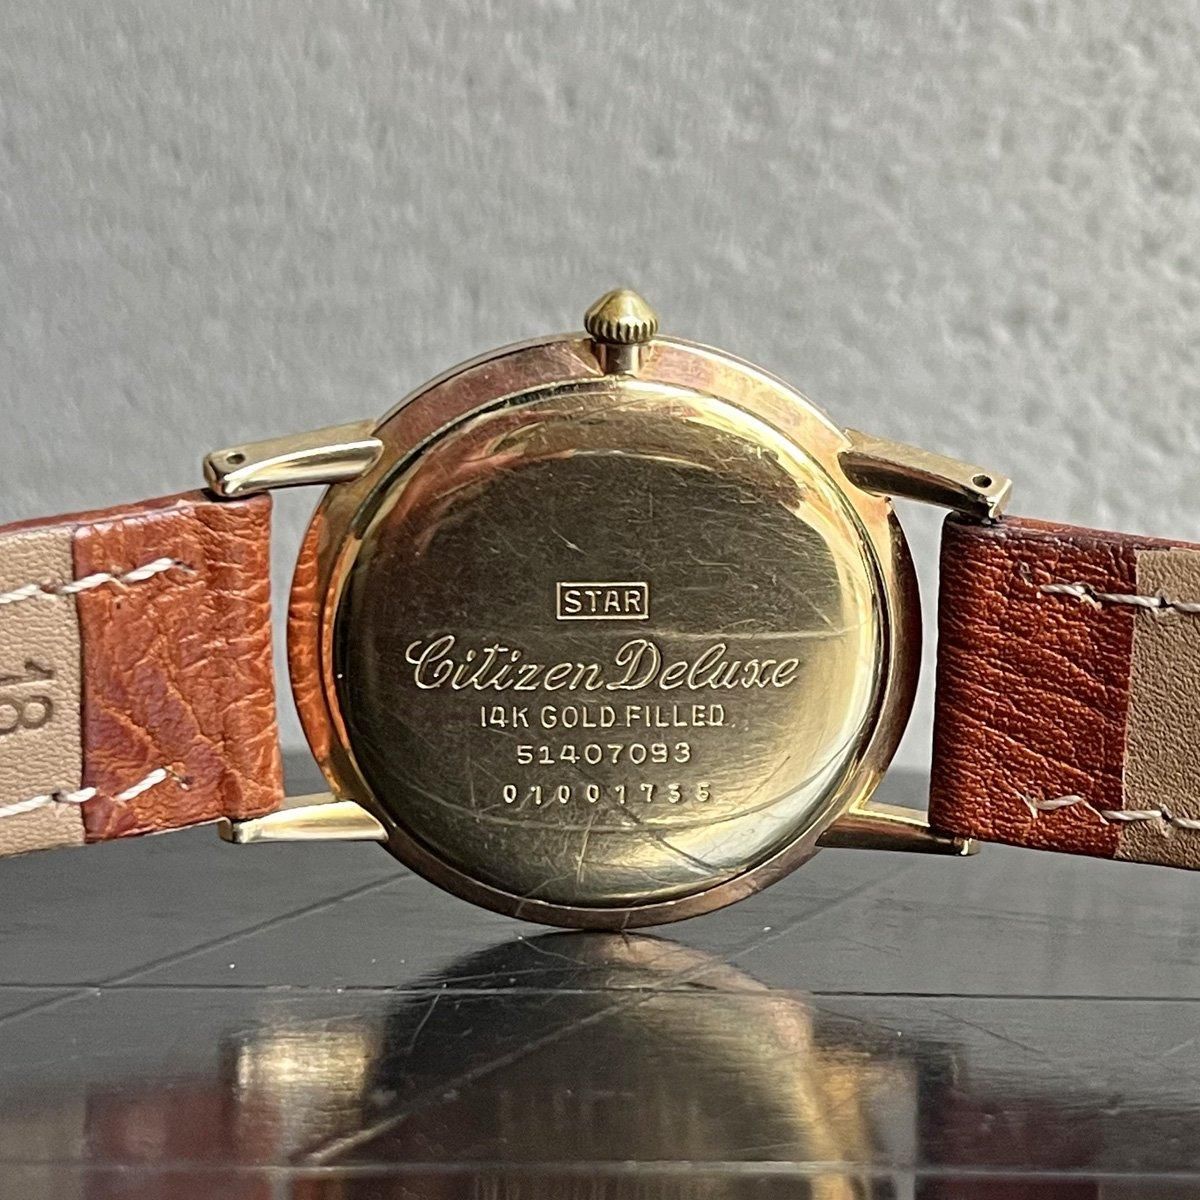 STAR
Citizen Deluxe
14K GOLD FILLED
51407093
01001735
18